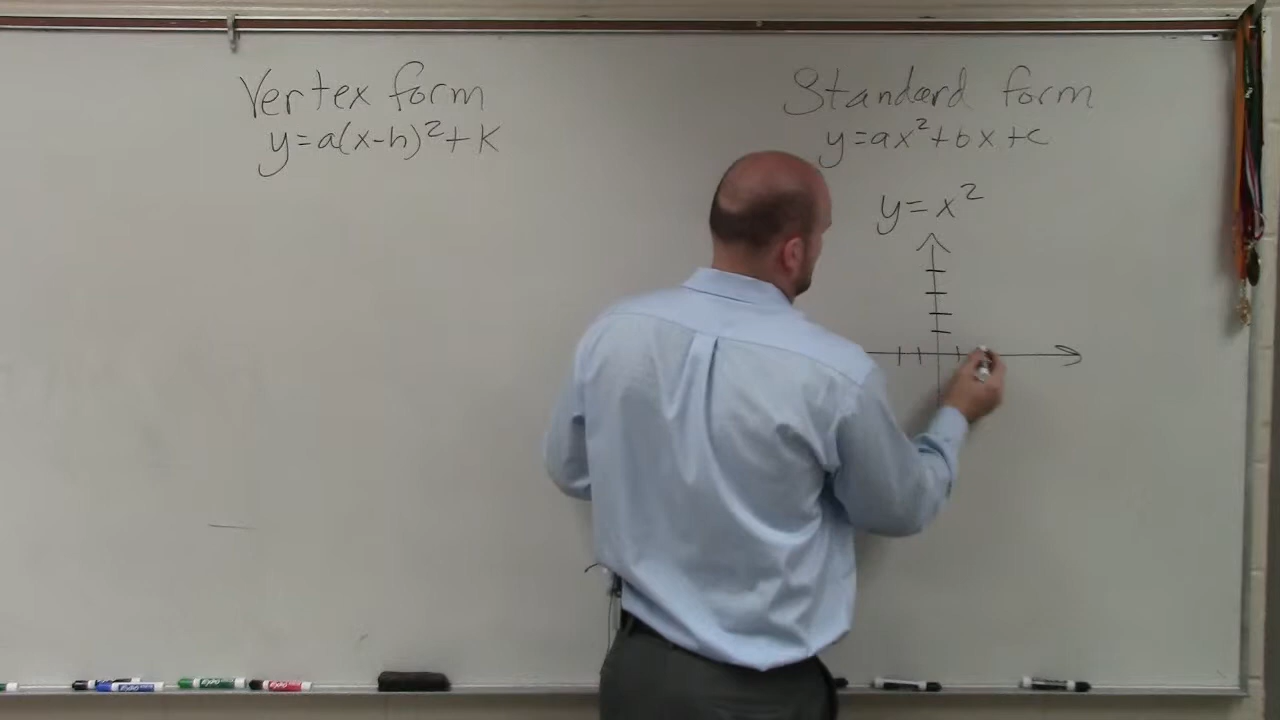 Vertex form
y=a(x-h)²+k
Standard form
y=ax²+bx+c
y=x²